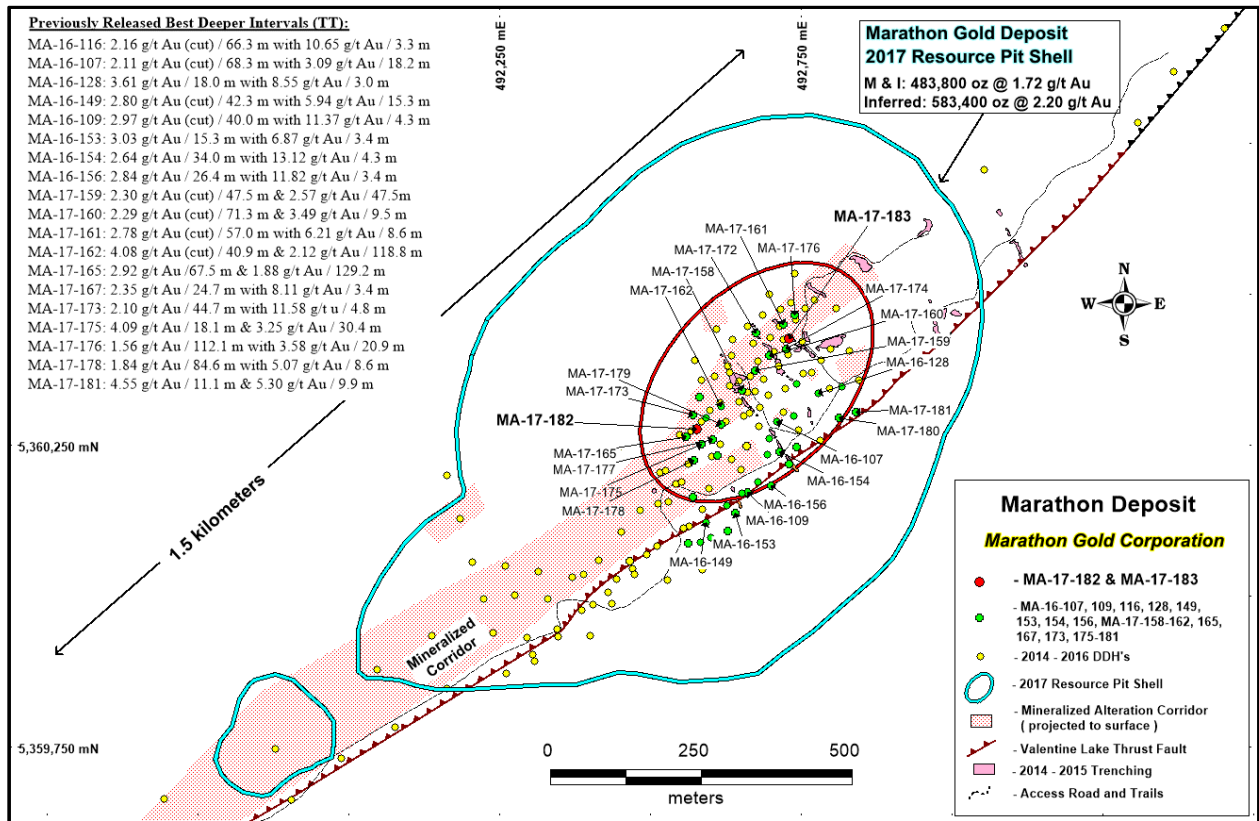 Previously Released Best Deeper Intervals (TT):
MA-16-116: 2.16 g/t Au (cut) / 66.3 m with 10.65 g/t Au / 3.3 m
MA-16-107: 2.11 g/t Au (cut) / 68.3 m with 3.09 g/t Au / 18.2 m
MA-16-128: 3.61 g/t Au / 18.0 m with 8.55 g/t Au / 3.0 m
MA-16-149: 2.80 g/t Au (cut) / 42.3 m with 5.94 g/t Au / 15.3 m
MA-16-109: 2.97 g/t Au (cut) / 40.0 m with 11.37 g/t Au / 4.3 m
MA-16-153: 3.03 g/t Au / 15.3 m with 6.87 g/t Au / 3.4 m
MA-16-154: 2.64 g/t Au / 34.0 m with 13.12 g/t Au / 4.3 m
MA-16-156: 2.84 g/t Au / 26.4 m with 11.82 g/t Au / 3.4 m
MA-17-159: 2.30 g/t Au (cut) / 47.5 m & 2.57 g/t Au / 47.5m
MA-17-160: 2.29 g/t Au (cut) / 71.3 m & 3.49 g/t Au / 9.5 m
MA-17-161: 2.78 g/t Au (cut) / 57.0 m with 6.21 g/t Au / 8.6 m
MA-17-162: 4.08 g/t Au (cut) / 40.9 m & 2.12 g/t Au / 118.8 m
MA-17-165: 2.92 g/t Au /67.5 m & 1.88 g/t Au / 129.2 m
MA-17-167: 2.35 g/t Au / 24.7 m with 8.11 g/t Au / 3.4 m
MA-17-173: 2.10 g/t Au / 44.7 m with 11.58 g/t u / 4.8 m
MA-17-175: 4.09 g/t Au / 18.1 m & 3.25 g/t Au / 30.4 m
MA-17-176: 1.56 g/t Au / 112.1 m with 3.58 g/t Au / 20.9 m
MA-17-178: 1.84 g/t Au / 84.6 m with 5.07 g/t Au / 8.6 m
MA-17-181: 4.55 g/t Au / 11.1 m & 5.30 g/t Au / 9.9 m
492,250 mE
492,750 mE
Marathon Gold Deposit
2017 Resource Pit Shell
M & I: 483,800 oz @ 1.72 g/t Au
Inferred: 583,400 oz @ 2.20 g/t Au
MA-17-183
MA-17-161
MA-17-172
MA-17-176
MA-17-158
MA-17-162
MA-17-174
MA-17-160
MA-17-159
MA-16-128
MA-17-179
MA-17-173
MA-17-182
MA-17-181
MA-17-180
MA-17-165
MA-17-177
MA-17-175
MA-17-178
MA-16-107
MA-16-154
MA-16-156
MA-16-109
MA-16-153
MA-16-149
N
W
E
S
5,360,250 mN
1.5 kilometers
Mineralized
Corridor
5,359,750 mN
0
250
500
meters
Marathon Deposit
Marathon Gold Corporation
- MA-17-182 & MA-17-183
- MA-16-107, 109, 116, 128, 149,
153, 154, 156, MA-17-158-162, 165,
167, 173, 175-181
- 2014 - 2016 DDH's
- 2017 Resource Pit Shell
- Mineralized Alteration Corridor
( projected to surface )
- Valentine Lake Thrust Fault
- 2014 - 2015 Trenching
- Access Road and Trails